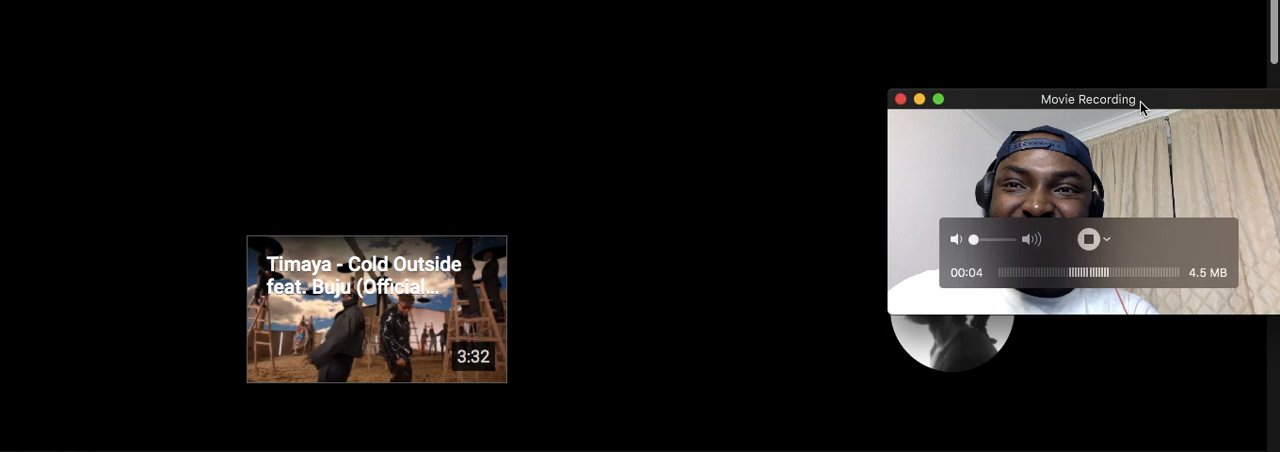 Movie Recording
Timaya - Cold Outside
feat. Buju (Official...
3:32
00:04
4.5 MB